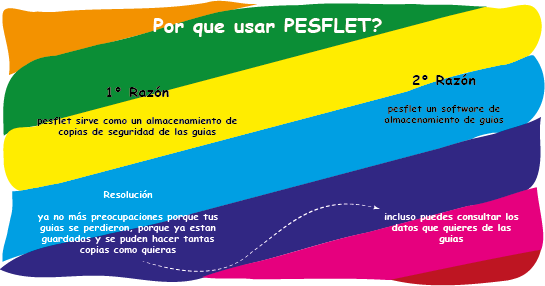 Por que usar PESFLET?
1° Razón
pesflet sirve como un almacenamiento de
copias de seguridad de las guias
2° Razón
pesflet un software de
almacenamiento de guias
Resolución
ya no más preocupaciones porque tus
guias se perdieron, porque ya estan
guardadas y se puden hacer tantas
copias como quieras
incluso puedes consultar los
datos que quieres de las
guias